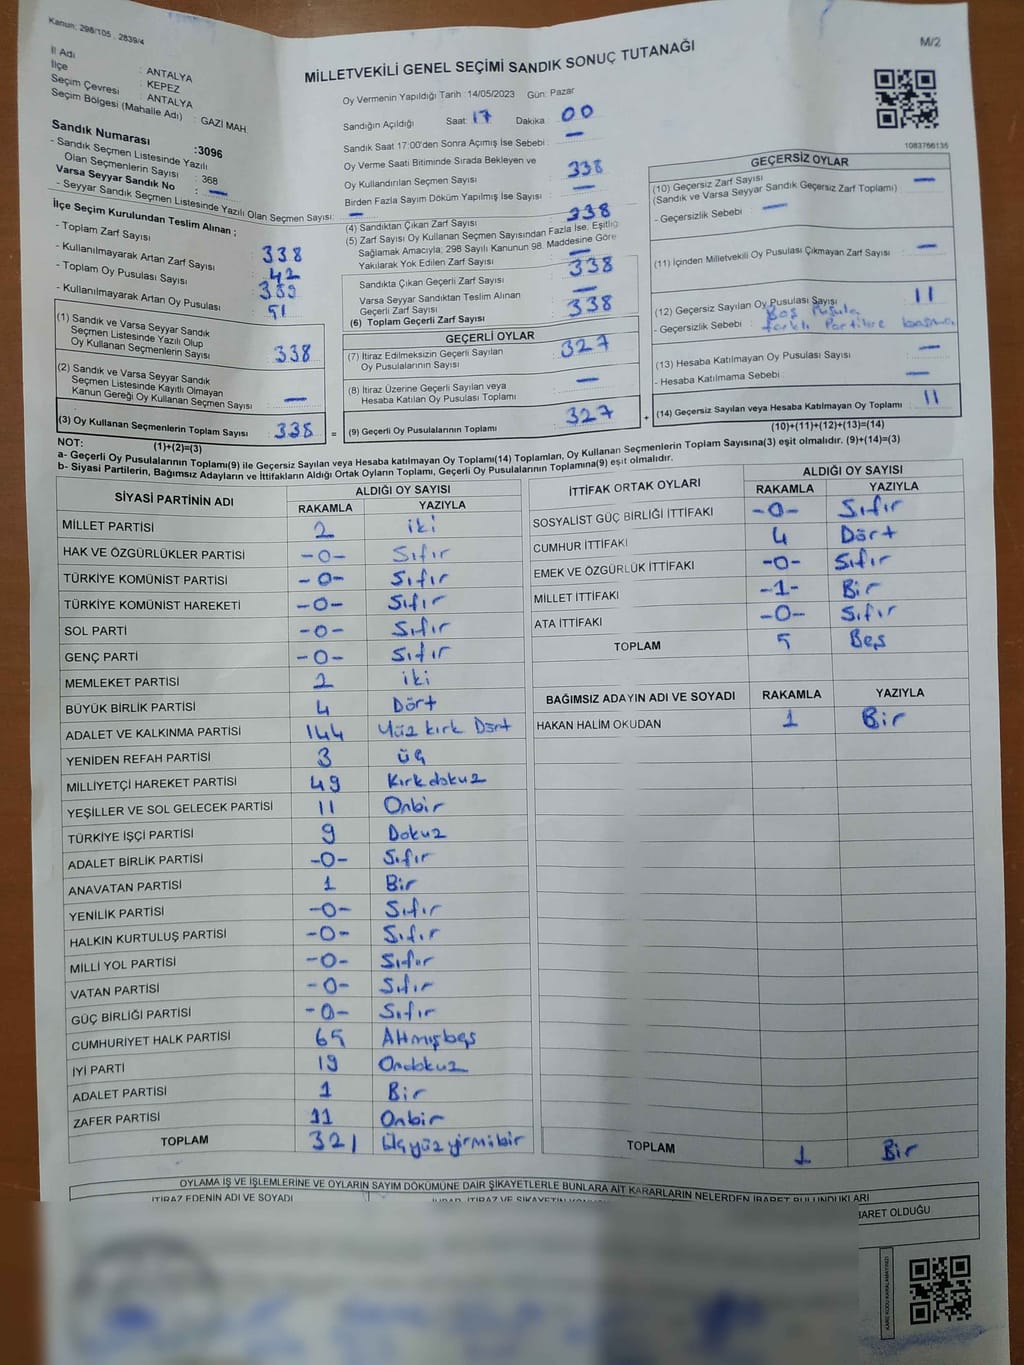 Kanun: 298/105 . 2839/4
M/2
MİLLETVEKİLİ GENEL SEÇİMİ SANDIK SONUÇ TUTANAĞI
İl Adı : ANTALYA
İlçe : KEPEZ
Seçim Çevresi : ANTALYA
Seçim Bölgesi (Mahalle Adı) : GAZİ MAH.
Sandık Numarası :3096
- Sandık Seçmen Listesinde Yazılı
Olan Seçmenlerin Sayısı : 368
Varsa Seyyar Sandık No : —
- Seyyar Sandık Seçmen Listesinde Yazılı Olan Seçmen Sayısı: —
İlçe Seçim Kurulundan Teslim Alınan ;
- Toplam Zarf Sayısı : 338
- Kullanılmayarak Artan Zarf Sayısı : 42
- Toplam Oy Pusulası Sayısı :
- Kullanılmayarak Artan Oy Pusulası : 51
(1) Sandık ve Varsa Seyyar Sandık
Seçmen Listesinde Yazılı Olup
Oy Kullanan Seçmenlerin Sayısı : 338
(2) Sandık ve Varsa Seyyar Sandık
Seçmen Listesinde Kayıtlı Olmayan
Kanun Gereği Oy Kullanan Seçmen Sayısı : —
(3) Oy Kullanan Seçmenlerin Toplam Sayısı : 338
(1)+(2)=(3)
Oy Vermenin Yapıldığı Tarih : 14/05/2023 Gün: Pazar
Sandığın Açıldığı Saat: 17 Dakika : 00
Sandık Saat 17:00'den Sonra Açımış İse Sebebi : —
Oy Verme Saati Bitiminde Sırada Bekleyen ve
Oy Kullandırılan Seçmen Sayısı : 338
Birden Fazla Sayım Döküm Yapılmış İse Sayısı : —
(4) Sandıktan Çıkan Zarf Sayısı : 338
(5) Zarf Sayısı Oy Kullanan Seçmen Sayısından Fazla İse, Eşitliği
Sağlamak Amacıyla; 298 Sayılı Kanunun 98. Maddesine Göre
Yakılarak Yok Edilen Zarf Sayısı : —
Sandıkta Çıkan Geçerli Zarf Sayısı : 338
Varsa Seyyar Sandıktan Teslim Alınan
Geçerli Zarf Sayısı : —
(6) Toplam Geçerli Zarf Sayısı : 338
GEÇERLİ OYLAR
(7) İtiraz Edilmeksizin Geçerli Sayılan
Oy Pusulalarının Sayısı : 327
(8) İtiraz Üzerine Geçerli Sayılan veya
Hesaba Katılan Oy Pusulası Toplamı : —
(9) Geçerli Oy Pusulalarının Toplamı : 327
1083766135
GEÇERSİZ OYLAR
(10) Geçersiz Zarf Sayısı : —
(Sandık ve Varsa Seyyar Sandık Geçersiz Zarf Toplamı)
- Geçersizlik Sebebi : —
(11) İçinden Milletvekili Oy Pusulası Çıkmayan Zarf Sayısı : —
(12) Geçersiz Sayılan Oy Pusulası Sayısı : 11
- Geçersizlik Sebebi : Boş Pusula
farklı Partilere basma
(13) Hesaba Katılmayan Oy Pusulası Sayısı : —
- Hesaba Katılmama Sebebi : —
(14) Geçersiz Sayılan veya Hesaba Katılmayan Oy Toplamı : 11
(10)+(11)+(12)+(13)=(14)
NOT:
a- Geçerli Oy Pusulalarının Toplamı(9) ile Geçersiz Sayılan veya Hesaba katılmayan Oy Toplamı(14) Toplamları, Oy Kullanan Seçmenlerin Toplam Sayısına(3) eşit olmalıdır. (9)+(14)=(3)
b- Siyasi Partilerin, Bağımsız Adayların ve İttifakların Aldığı Ortak Oyların Toplamı, Geçerli Oy Pusulalarının Toplamına(9) eşit olmalıdır.
SİYASİ PARTİNİN ADI ALDIĞI OY SAYISI
RAKAMLA YAZIYLA
MİLLET PARTİSİ 2 iki
HAK VE ÖZGÜRLÜKLER PARTİSİ -0- Sıfır
TÜRKİYE KOMÜNİST PARTİSİ -0- Sıfır
TÜRKİYE KOMÜNİST HAREKETİ -0- Sıfır
SOL PARTİ -0- Sıfır
GENÇ PARTİ -0- Sıfır
MEMLEKET PARTİSİ 2 iki
BÜYÜK BİRLİK PARTİSİ 4 Dört
ADALET VE KALKINMA PARTİSİ 144 Yüz kırk Dört
YENİDEN REFAH PARTİSİ 3 üç
MİLLİYETÇİ HAREKET PARTİSİ 49 Kırkdokuz
YEŞİLLER VE SOL GELECEK PARTİSİ 11 Onbir
TÜRKİYE İŞÇİ PARTİSİ 9 Dokuz
ADALET BİRLİK PARTİSİ -0- Sıfır
ANAVATAN PARTİSİ 1 Bir
YENİLİK PARTİSİ -0- Sıfır
HALKIN KURTULUŞ PARTİSİ -0- Sıfır
MİLLİ YOL PARTİSİ -0- Sıfır
VATAN PARTİSİ -0- Sıfır
GÜÇ BİRLİĞİ PARTİSİ -0- Sıfır
CUMHURİYET HALK PARTİSİ 65 Altmışbeş
İYİ PARTİ 19 Ondokuz
ADALET PARTİSİ 1 Bir
ZAFER PARTİSİ 11 Onbir
TOPLAM 321 üçyüzyirmibir
İTTİFAK ORTAK OYLARI ALDIĞI OY SAYISI
RAKAMLA YAZIYLA
SOSYALİST GÜÇ BİRLİĞİ İTTİFAKI -0- Sıfır
CUMHUR İTTİFAKI 4 Dört
EMEK VE ÖZGÜRLÜK İTTİFAKI -0- Sıfır
MİLLET İTTİFAKI -1- Bir
ATA İTTİFAKI -0- Sıfır
TOPLAM 5 Beş
BAĞIMSIZ ADAYIN ADI VE SOYADI RAKAMLA YAZIYLA
HAKAN HALİM OKUDAN 1 Bir
TOPLAM 1 Bir
OYLAMA İŞ VE İŞLEMLERİNE VE OYLARIN SAYIM DÖKÜMÜNE DAİR ŞİKAYETLERLE BUNLARA AİT KARARLARIN NELERDEN İBARET BULUNDUKLARI
İTİRAZ EDENİN ADI VE SOYADI
BARET OLDUĞU